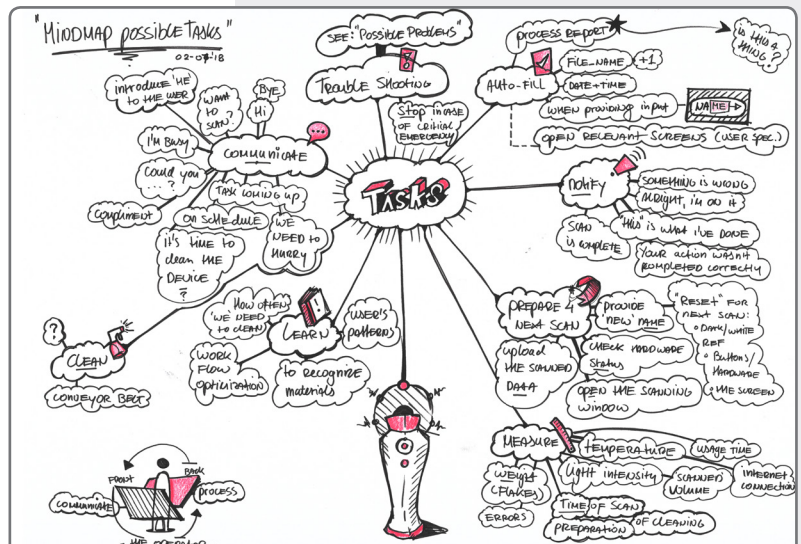 "MINDMAP possible TASKS"
02-07-'18
SEE: "POSSIBLE PROBLEMS"
TROUBLE SHOOTING
!
?
STOP IN CASE
OF CRITICAL
EMERGENCY
PROCESS REPORT
IS THIS A
THING?
AUTO-FILL
FILE-NAME +1
DATE+TIME
WHEN PROVIDING INPUT
NAME
OPEN RELEVANT SCREENS (USER SPEC.)
INTRODUCE 'ME'
TO THE USER
WANT
TO
SCAN?
BYE
Hi
I'M BUSY
COMMUNICATE
COULD YOU
...?
COMPLIMENT
TASK COMING UP
ON SCHEDULE
IT'S TIME TO
CLEAN THE
DEVICE
?
WE
NEED TO
HURRY
TASKS
NOTIFY
SOMETHING IS WRONG
ALRIGHT, I'M ON IT
"THIS" IS WHAT I'VE DONE
YOUR ACTION WASN'T
COMPLETED CORRECTLY
SCAN
IS COMPLETE
HOW OFTEN
'WE' NEED
TO CLEAN
LEARN
!
USER'S
PATTERNS
WORK
FLOW
OPTIMIZATION
TO RECOGNIZE
MATERIALS
?
CLEAN
CONVEYOR BELT
PREPARE 4
NEXT SCAN
PROVIDE
'NEW' NAME
CHECK HARDWARE
STATUS
UPLOAD
THE SCANNED
DATA
OPEN THE SCANNING
WINDOW
"RESET" FOR
NEXT SCAN:
DARK/WHITE
REF
BUTTONS/
HARDWARE
THE SCREEN
MEASURE
TEMPERATURE
USAGE TIME
WEIGHT
(FLAKES)
LIGHT INTENSITY
SCANNED
VOLUME
INTERNET
CONNECTION
ERRORS
TIME OF SCAN
PREPARATION
OF CLEANING
FRONT
BACK
COMMUNICATE
PROCESS
THE OPERATOR